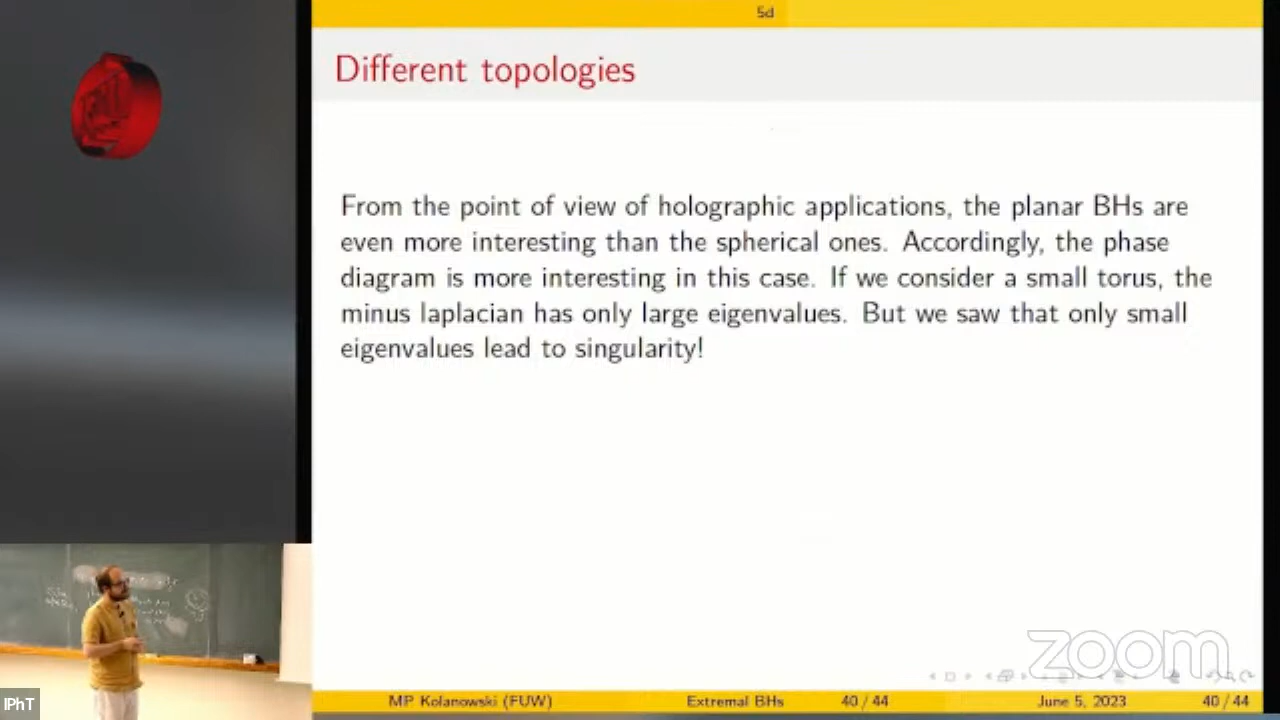 5d
Different topologies
From the point of view of holographic applications, the planar BHs are
even more interesting than the spherical ones. Accordingly, the phase
diagram is more interesting in this case. If we consider a small torus, the
minus laplacian has only large eigenvalues. But we saw that only small
eigenvalues lead to singularity!
zoom
MP Kolanowski (FUW) Extremal BHs 40 / 44 June 5, 2023 40 / 44
IPhT